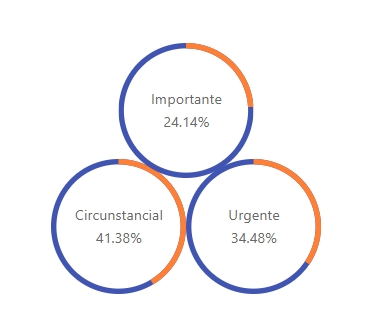 Importante
24.14%
Circunstancial
41.38%
Urgente
34.48%